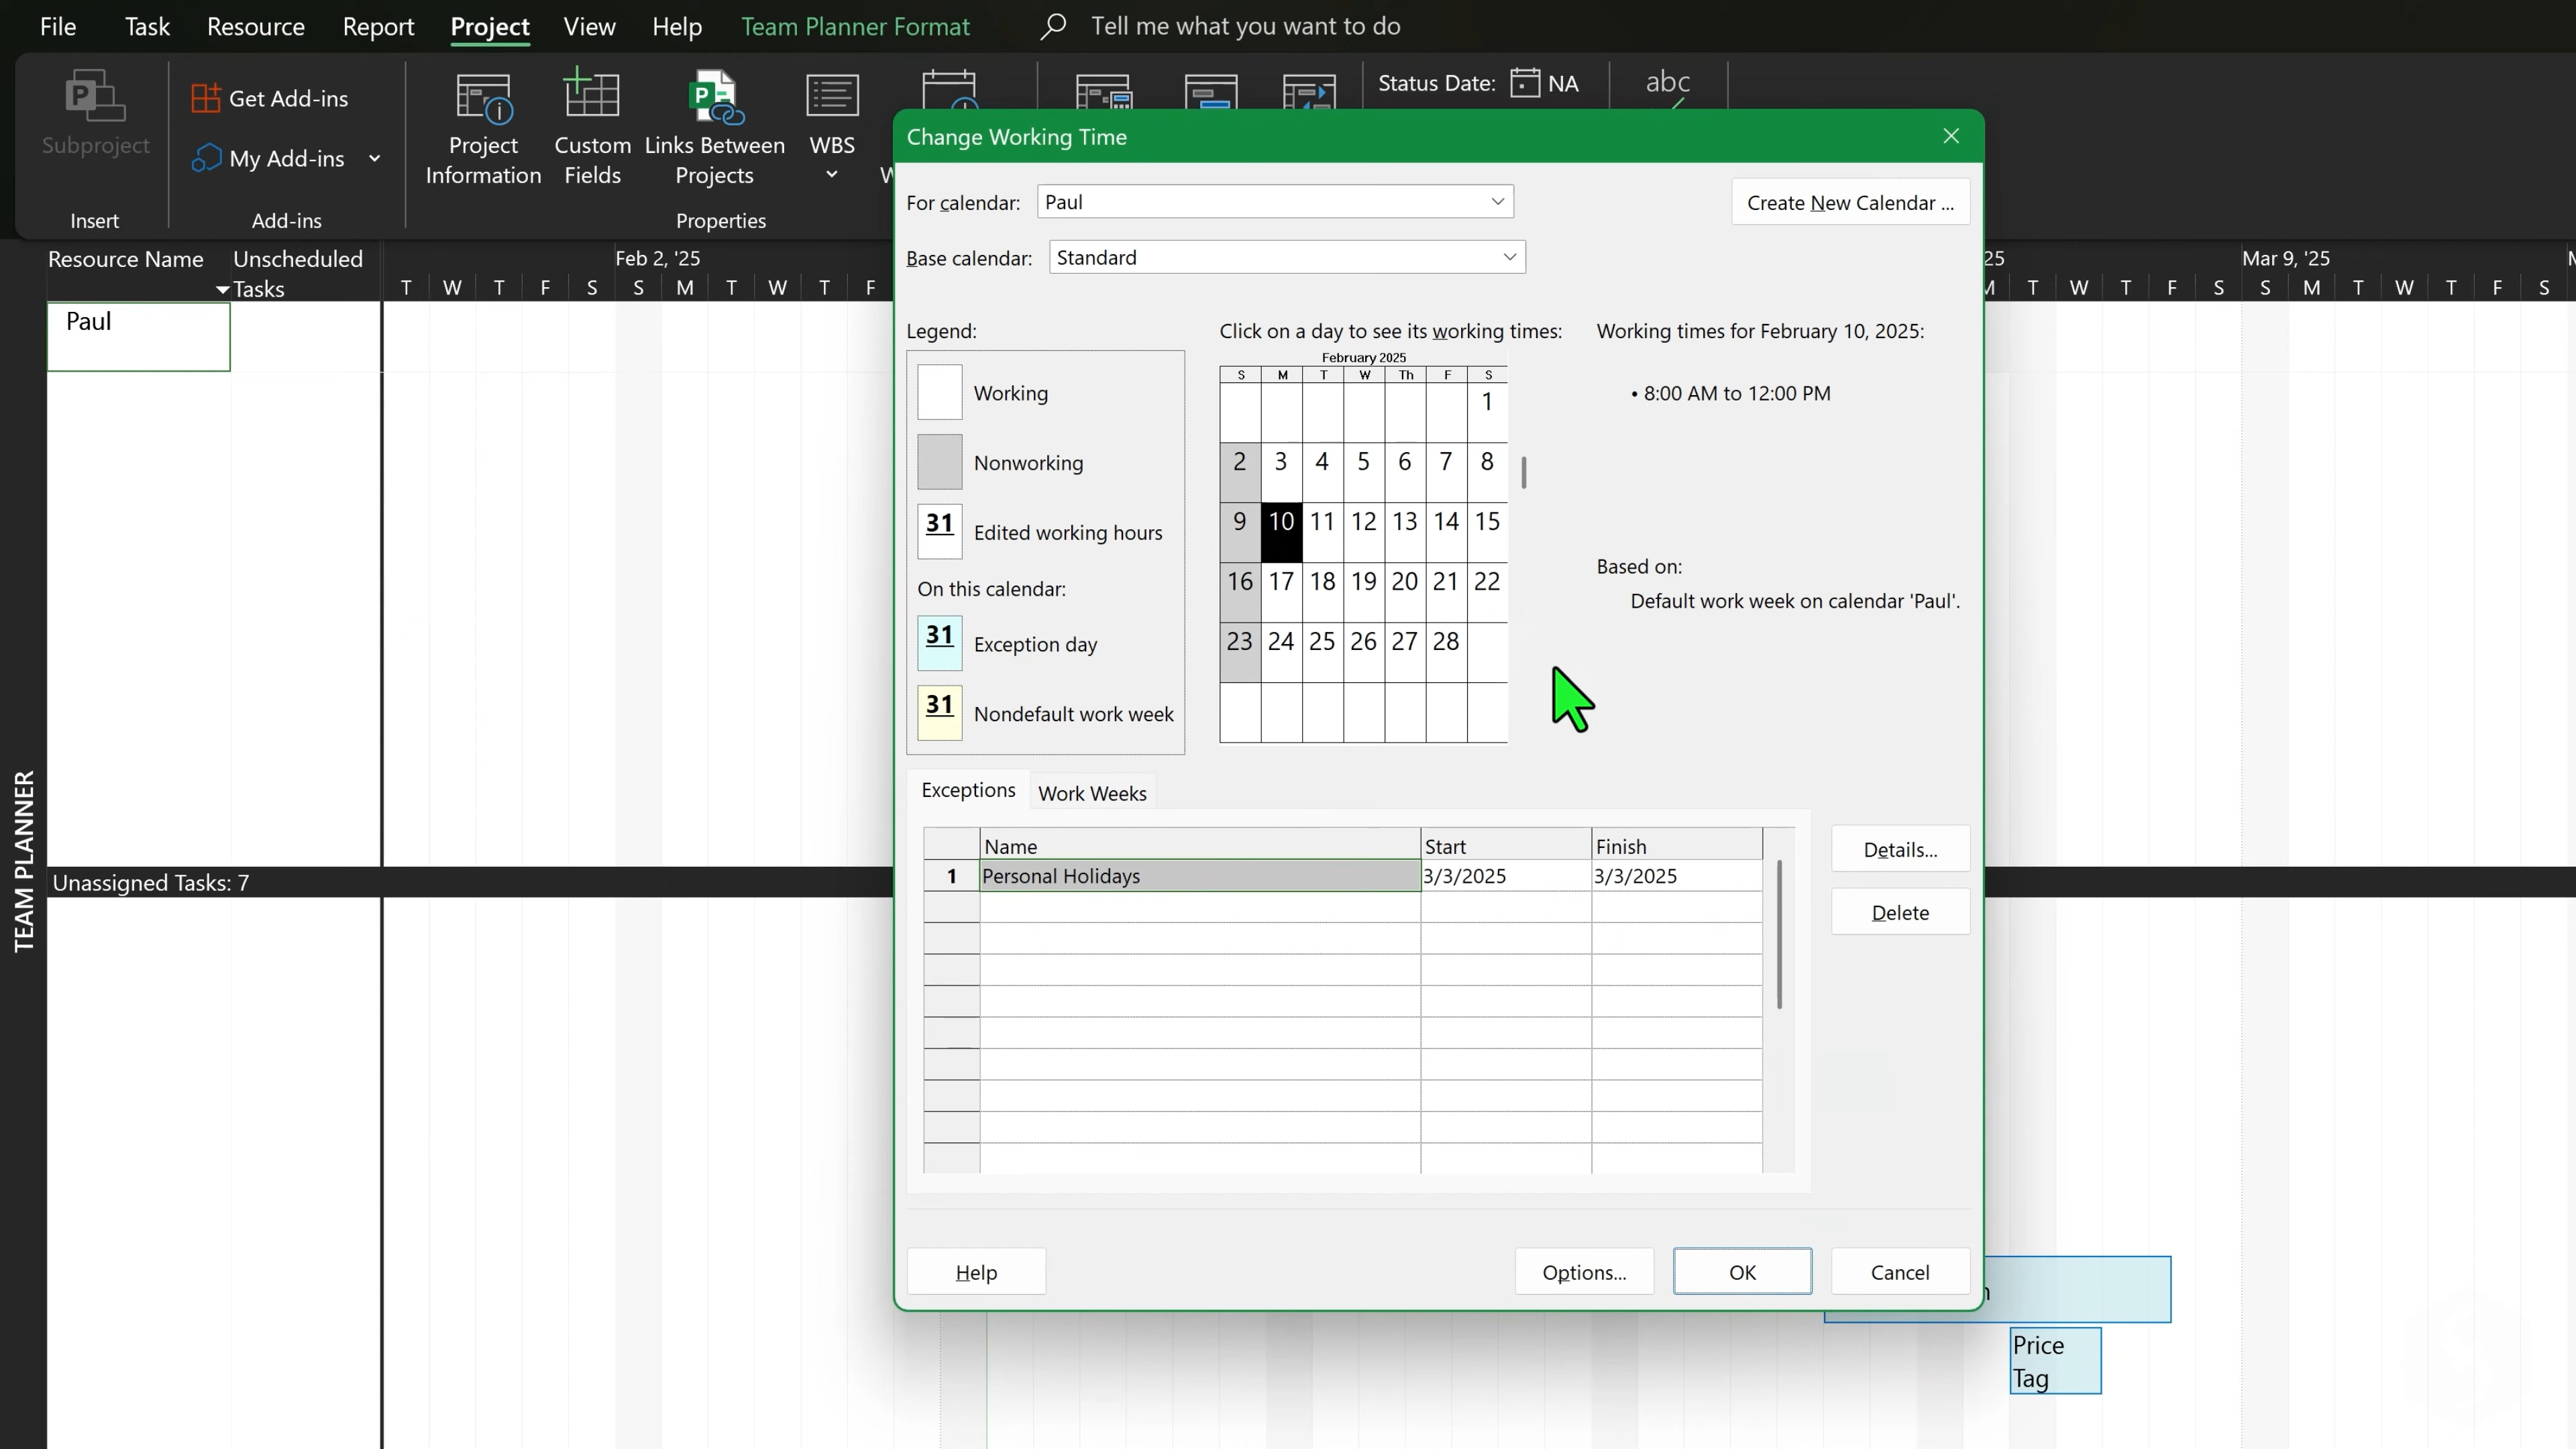 File Task Resource Report Project View Help Team Planner Format Tell me what you want to do
Subproject
Get Add-ins
My Add-ins
Project Information
Custom Fields
Links Between Projects
WBS
Status Date: NA
abc
Insert
Add-ins
Properties
Resource Name
Unscheduled Tasks
Feb 2, '25
25
Mar 9, '25
T W T F S S M T W T F
T W T F S S M T W T F S
Paul
TEAM PLANNER
Unassigned Tasks: 7
Change Working Time
For calendar: Paul
Create New Calendar ...
Base calendar: Standard
Legend:
Working
Nonworking
31 Edited working hours
On this calendar:
31 Exception day
31 Nondefault work week
Click on a day to see its working times:
February 2025
S M T W Th F S
1
2 3 4 5 6 7 8
9 10 11 12 13 14 15
16 17 18 19 20 21 22
23 24 25 26 27 28
Working times for February 10, 2025:
• 8:00 AM to 12:00 PM
Based on:
Default work week on calendar 'Paul'.
Exceptions Work Weeks
Name Start Finish
1 Personal Holidays 3/3/2025 3/3/2025
Details...
Delete
Help
Options...
OK
Cancel
Price
Tag